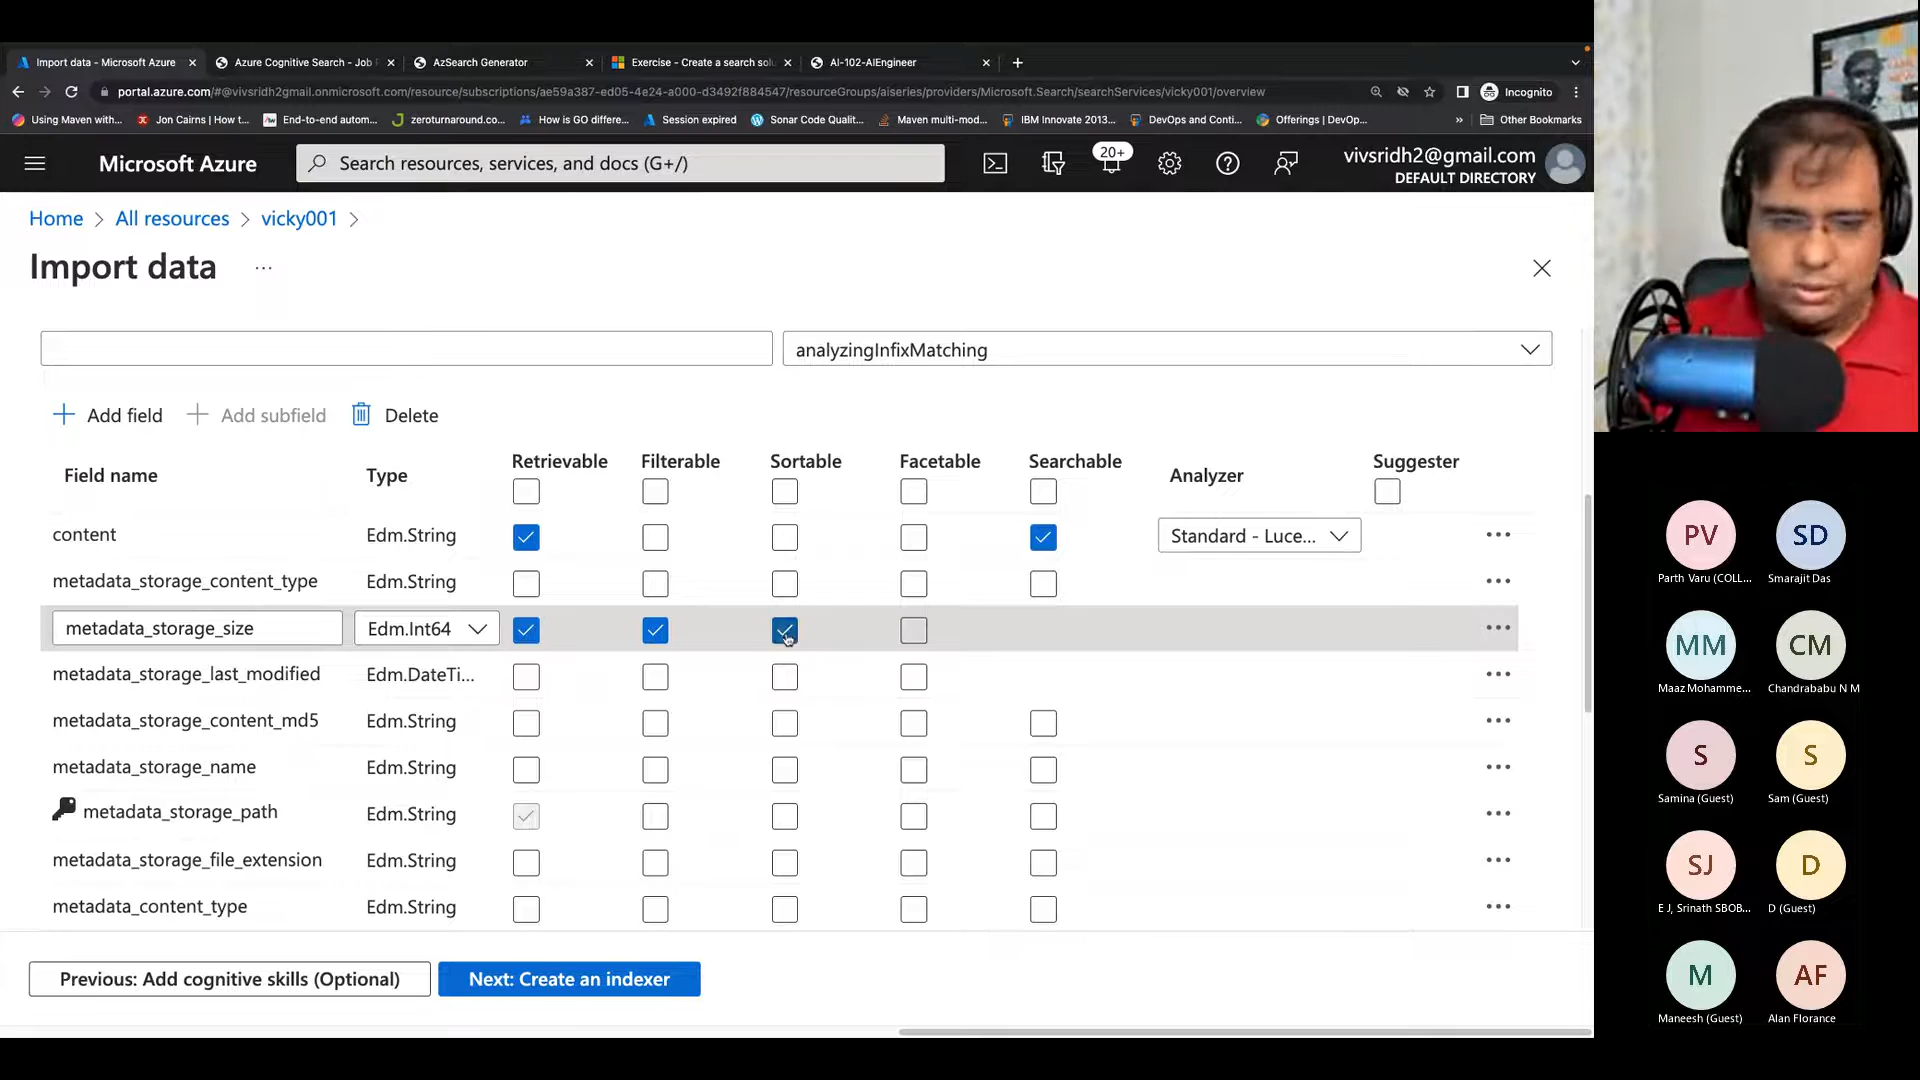 Import data - Microsoft Azure
Azure Cognitive Search - Job
AzSearch Generator
Exercise - Create a search solu
AI-102-AIEngineer
portal.azure.com/#@vivsridh2gmail.onmicrosoft.com/resource/subscriptions/ae59a387-ed05-4e24-a000-d3492f884547/resourceGroups/aiseries/providers/Microsoft.Search/searchServices/vicky001/overview
Incognito
Using Maven with...
Jon Cairns | How t...
End-to-end autom...
zeroturnaround.co...
How is GO differe...
Session expired
Sonar Code Qualit...
Maven multi-mod...
IBM Innovate 2013...
DevOps and Conti...
Offerings | DevOp...
»
Other Bookmarks
Microsoft Azure
Search resources, services, and docs (G+/)
20+
vivsridh2@gmail.com
DEFAULT DIRECTORY
Home > All resources > vicky001 >
Import data ...
analyzingInfixMatching
+ Add field
+ Add subfield
Delete
Field name Type Retrievable Filterable Sortable Facetable Searchable Analyzer Suggester
content Edm.String Standard - Luce...
metadata_storage_content_type Edm.String
metadata_storage_size Edm.Int64
metadata_storage_last_modified Edm.DateTi...
metadata_storage_content_md5 Edm.String
metadata_storage_name Edm.String
metadata_storage_path Edm.String
metadata_storage_file_extension Edm.String
metadata_content_type Edm.String
Previous: Add cognitive skills (Optional)
Next: Create an indexer
PV SD
Parth Varu (COLL... Smarajit Das
MM CM
Maaz Mohamme... Chandrababu N M
S S
Samina (Guest) Sam (Guest)
SJ D
E J, Srinath SBOB... D (Guest)
M AF
Maneesh (Guest) Alan Florance